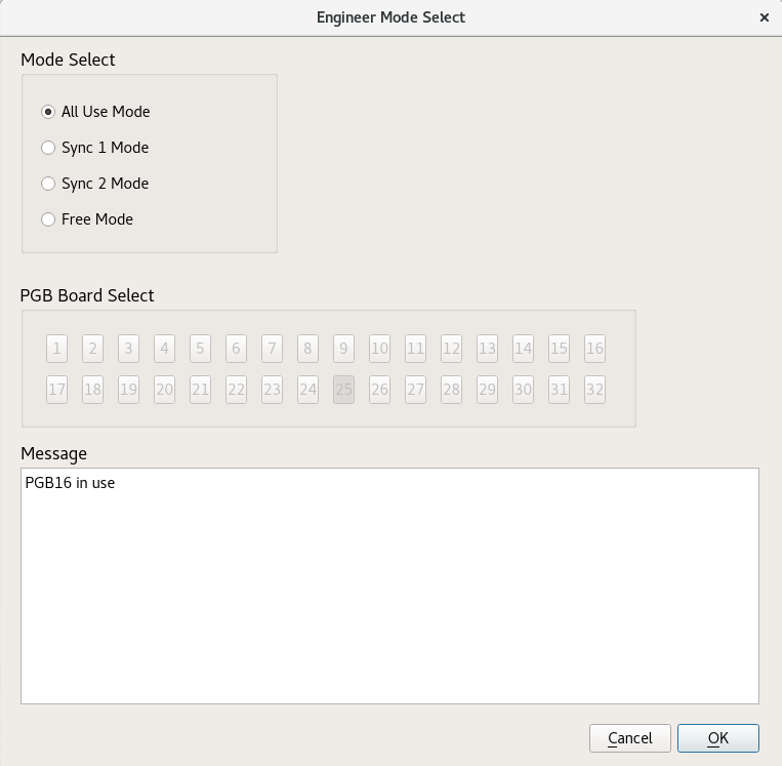 Engineer Mode Select
Mode Select
All Use Mode
Sync 1 Mode
Sync 2 Mode
Free Mode
PGB Board Select
1 2 3 4 5 6 7 8 9 10 11 12 13 14 15 16
17 18 19 20 21 22 23 24 25 26 27 28 29 30 31 32
Message
PGB16 in use
Cancel OK